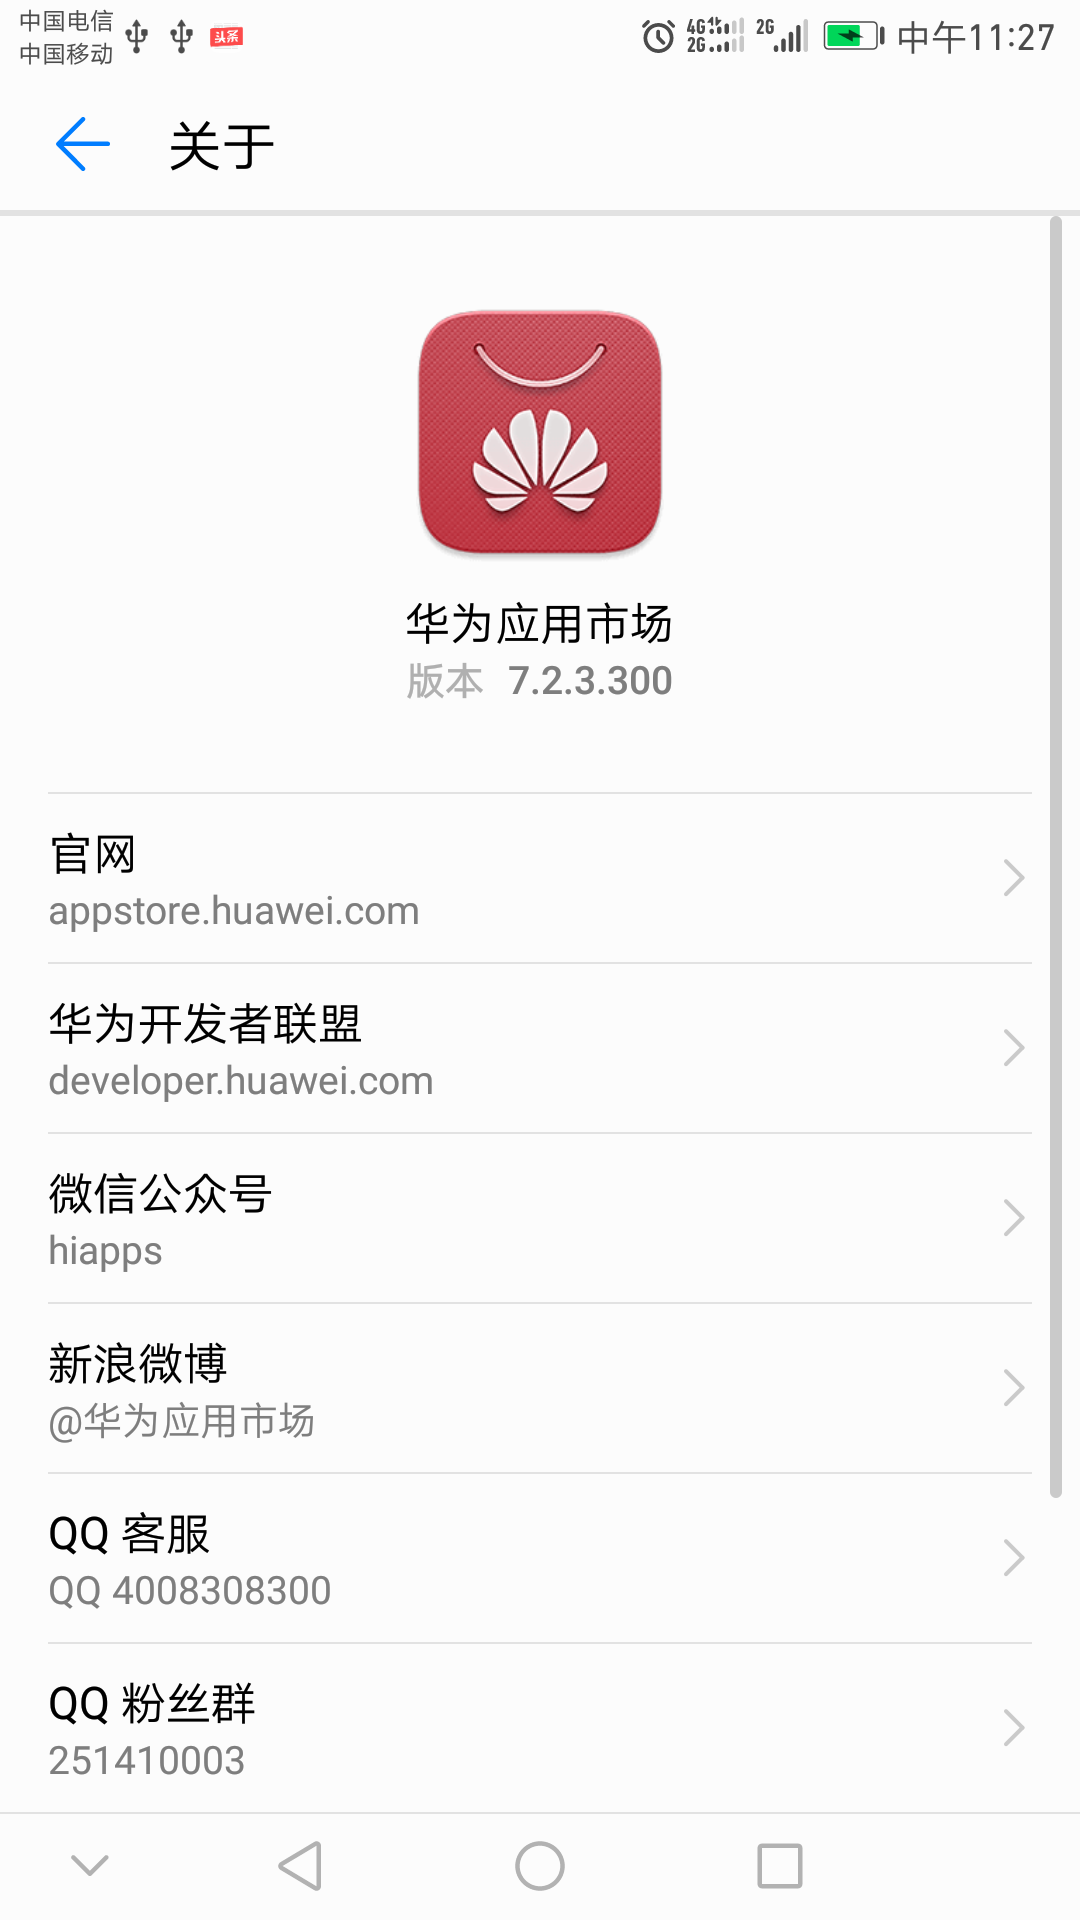 中国电信
中国移动
头条
4G
2G
2G
中午11:27
关于
华为应用市场
版本 7.2.3.300
官网
appstore.huawei.com
华为开发者联盟
developer.huawei.com
微信公众号
hiapps
新浪微博
@华为应用市场
QQ 客服
QQ 4008308300
QQ 粉丝群
251410003